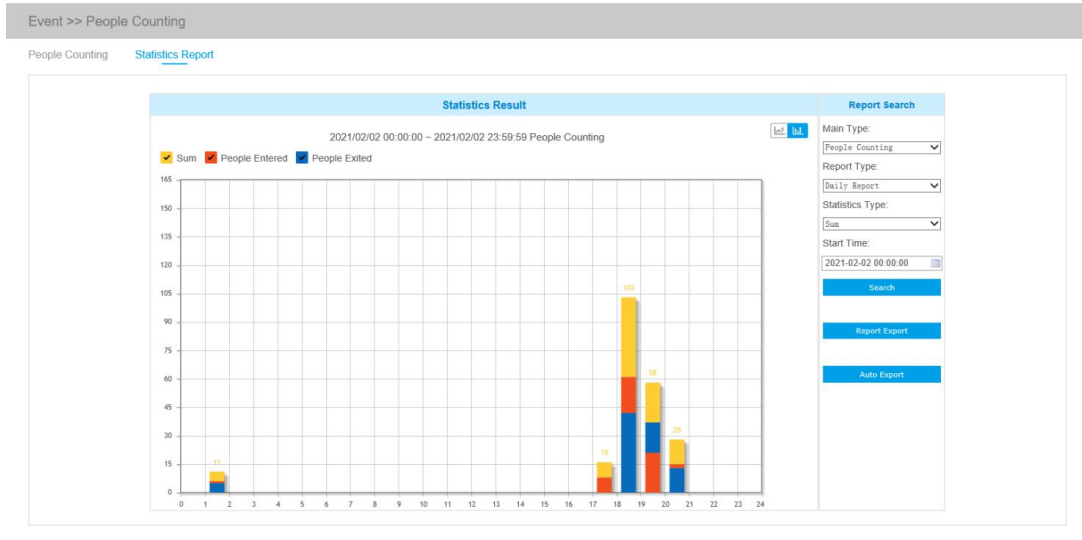 Event >> People Counting
People Counting Statistics Report
Statistics Result
Report Search
2021/02/02 00:00:00 ~ 2021/02/02 23:59:59 People Counting
Sum People Entered People Exited
165
150
135
120
105
90
75
60
45
30
15
0
11
16
103
58
28
0 1 2 3 4 5 6 7 8 9 10 11 12 13 14 15 16 17 18 19 20 21 22 23 24
Main Type:
People Counting
Report Type:
Daily Report
Statistics Type:
Sum
Start Time:
2021-02-02 00:00:00
Search
Report Export
Auto Export